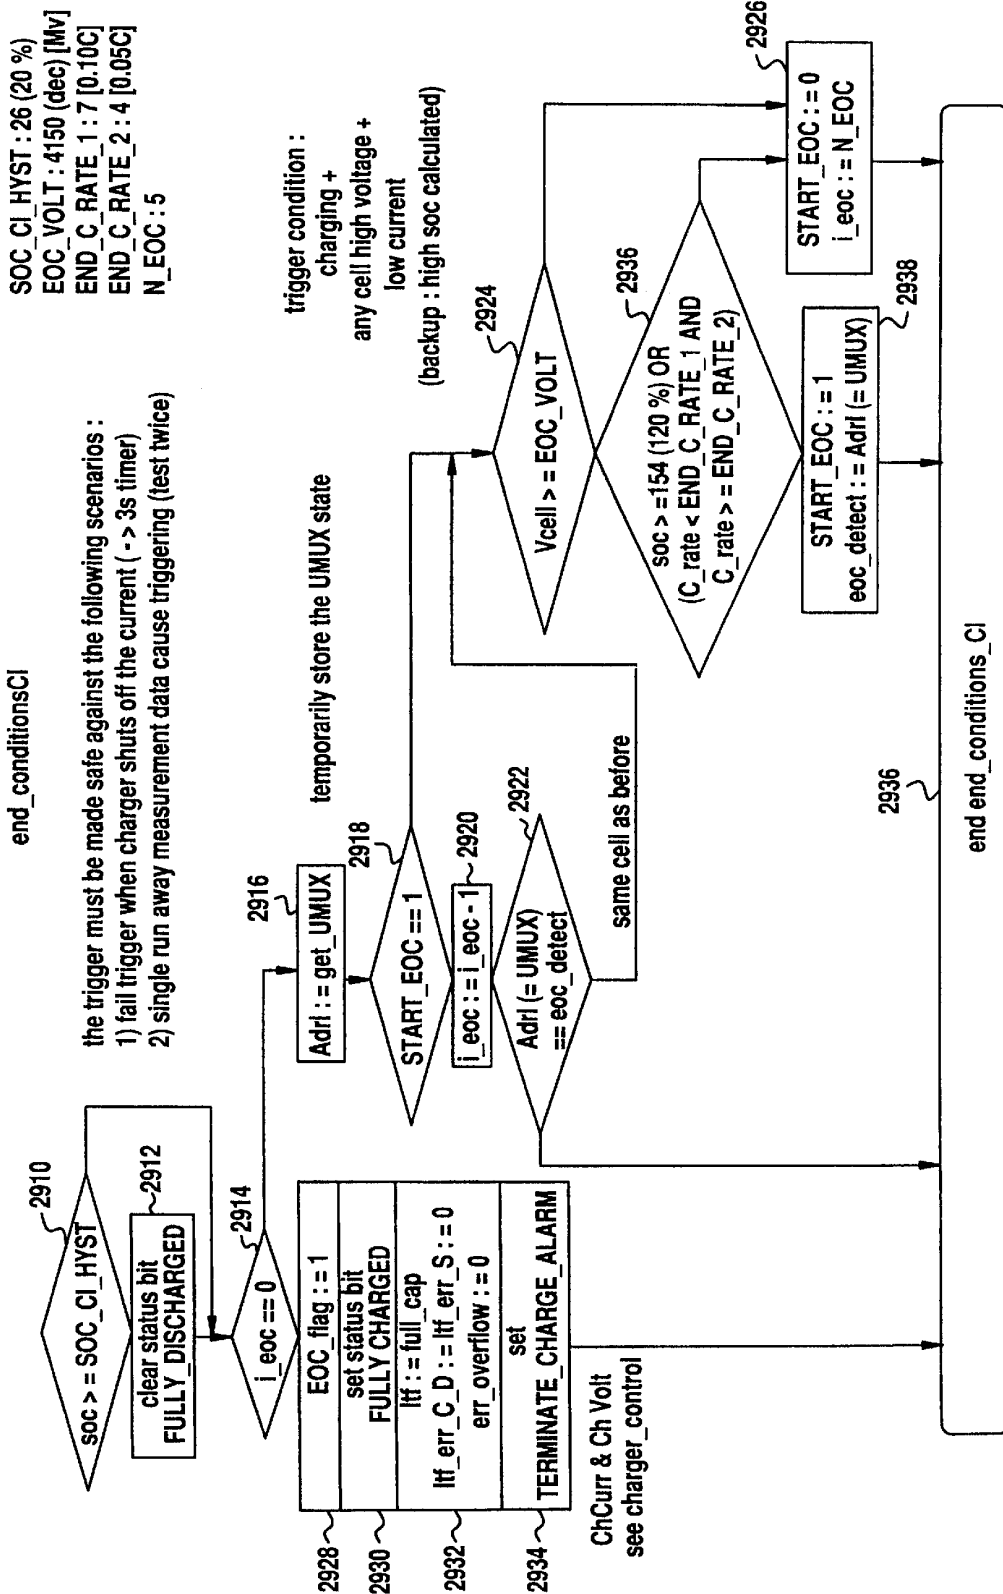 end_conditionsCI
SOC_CI_HYST : 26 (20 %)
EOC_VOLT : 4150 (dec) [Mv]
END_C_RATE_1 : 7 [0.10C]
END_C_RATE_2 : 4 [0.05C]
N_EOC : 5
the trigger must be made safe against the following scenarios :
1) fail trigger when charger shuts off the current ( - > 3s timer)
2) single run away measurement data cause triggering (test twice)
2910
soc > = SOC_CI_HYST
2912
clear status bit
FULLY_DISCHARGED
2914
i_eoc == 0
2928
EOC_flag : = 1
2930
set status bit
FULLY CHARGED
2932
Itf : = full_cap
Itf_err_C_D : = Itf_err_S : = 0
err_overflow : = 0
2934
set
TERMINATE_CHARGE_ALARM
ChCurr & Ch Volt
see charger_control
2916
Adrl : = get_UMUX
temporarily store the UMUX state
2918
START_EOC == 1
2920
i_eoc : = i_eoc - 1
2922
Adrl (= UMUX)
== eoc_detect
same cell as before
trigger condition :
charging +
any cell high voltage +
low current
(backup : high soc calculated)
2924
Vcell > = EOC_VOLT
2936
soc > =154 (120 %) OR
(C_rate < END_C_RATE_1 AND
C_rate > = END_C_RATE_2)
2926
START_EOC : = 0
i_eoc : = N_EOC
2938
START_EOC : = 1
eoc_detect : = Adrl (= UMUX)
2936
end end_conditions_CI